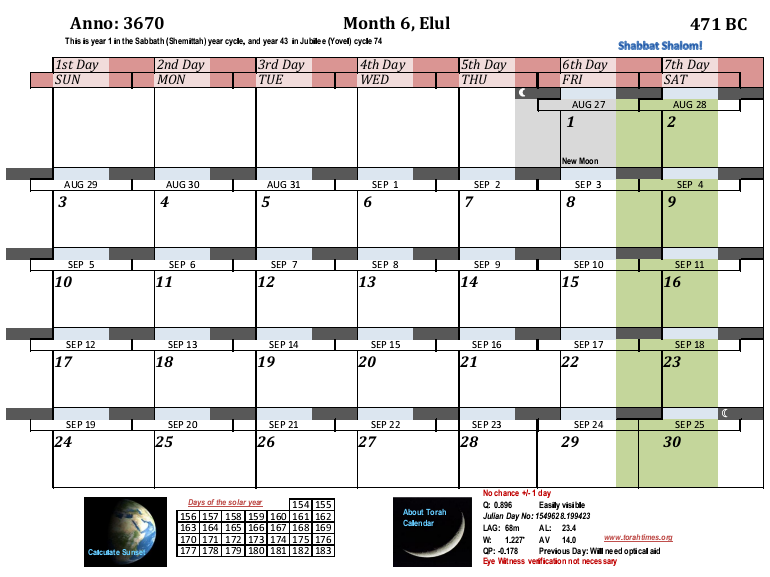 Anno: 3670 Month 6, Elul 471 BC
This is year 1 in the Sabbath (Shemittah) year cycle, and year 43 in Jubilee (Yovel) cycle 74
Shabbat Shalom!
1st Day 2nd Day 3rd Day 4th Day 5th Day 6th Day 7th Day
SUN MON TUE WED THU FRI SAT
AUG 27 AUG 28
1 2
New Moon
AUG 29 AUG 30 AUG 31 SEP 1 SEP 2 SEP 3 SEP 4
3 4 5 6 7 8 9
SEP 5 SEP 6 SEP 7 SEP 8 SEP 9 SEP 10 SEP 11
10 11 12 13 14 15 16
SEP 12 SEP 13 SEP 14 SEP 15 SEP 16 SEP 17 SEP 18
17 18 19 20 21 22 23
SEP 19 SEP 20 SEP 21 SEP 22 SEP 23 SEP 24 SEP 25
24 25 26 27 28 29 30
Calculate Sunset
Days of the solar year
154 155
156 157 158 159 160 161 162
163 164 165 166 167 168 169
170 171 172 173 174 175 176
177 178 179 180 181 182 183
About Torah
Calendar
No chance +/- 1 day
Q: 0.896 Easily visible
Julian Day No: 1549628.199423
LAG: 68m AL: 23.4
W: 1.227' AV 14.0
www.torahtimes.org
QP: -0.178 Previous Day: Will need optical aid
Eye Witness verification not necessary